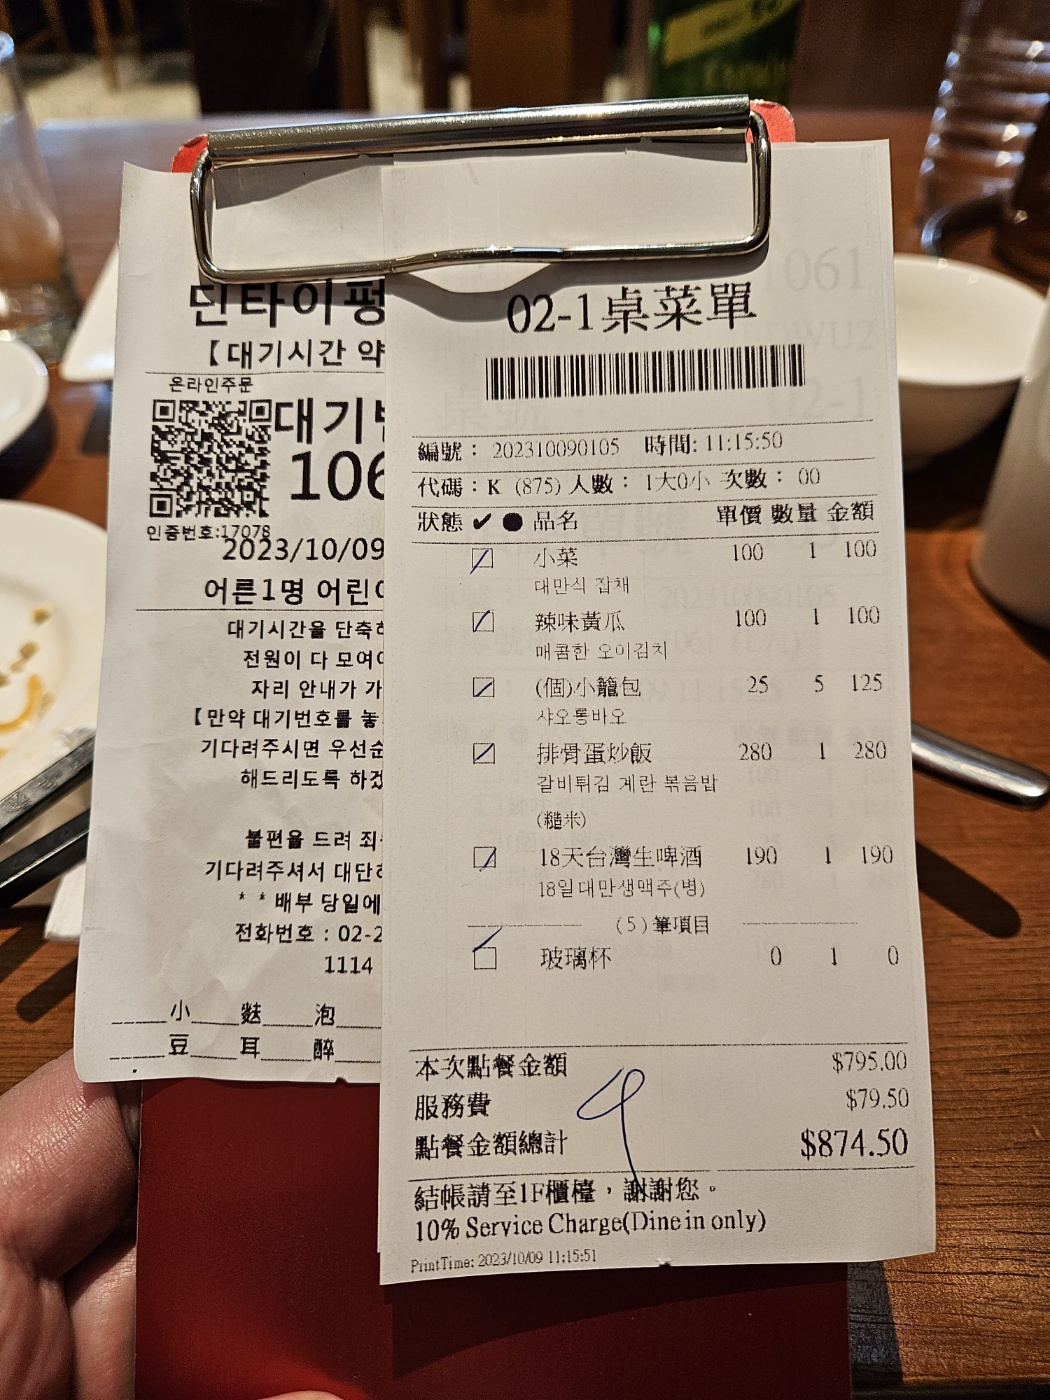 딘타이펑
【대기시간 약
온라인주문
대기번
106
인증번호:17078
2023/10/09
어른1명 어린이
대기시간을 단축하
전원이 다 모여야
자리 안내가 가
【만약 대기번호를 놓
기다려주시면 우선순
해드리도록 하겠
불편을 드려 죄송
기다려주셔서 대단히
* * 배부 당일에
전화번호 : 02-2
1114
小 麩 泡
豆 耳 醉
02-1桌菜單
編號： 202310090105 時間: 11:15:50
代碼：K (875) 人數： 1大0小 次數： 00
狀態 ✔ ● 品名 單價 數量 金額
小菜 100 1 100
대만식 잡채
辣味黃瓜 100 1 100
매콤한 오이김치
(個)小籠包 25 5 125
샤오롱바오
排骨蛋炒飯 280 1 280
갈비튀김 계란 볶음밥
(糙米)
18天台灣生啤酒 190 1 190
18일대만생맥주(병)
(5)筆項目
玻璃杯 0 1 0
本次點餐金額 $795.00
服務費 $79.50
點餐金額總計 $874.50
結帳請至1F櫃檯，謝謝您。
10% Service Charge(Dine in only)
PrintTime: 2023/10/09 11:15:51